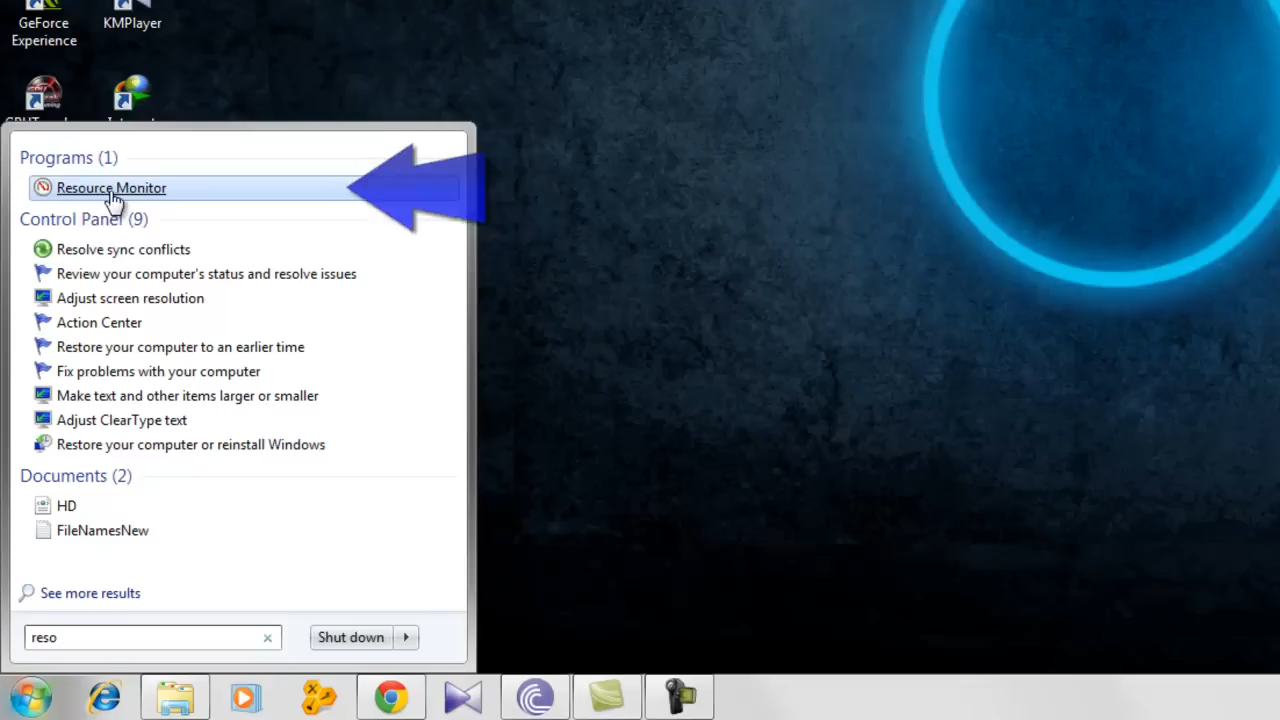 GeForce
Experience
KMPlayer
Programs (1)
Resource Monitor
Control Panel (9)
Resolve sync conflicts
Review your computer's status and resolve issues
Adjust screen resolution
Action Center
Restore your computer to an earlier time
Fix problems with your computer
Make text and other items larger or smaller
Adjust ClearType text
Restore your computer or reinstall Windows
Documents (2)
HD
FileNamesNew
See more results
reso
Shut down